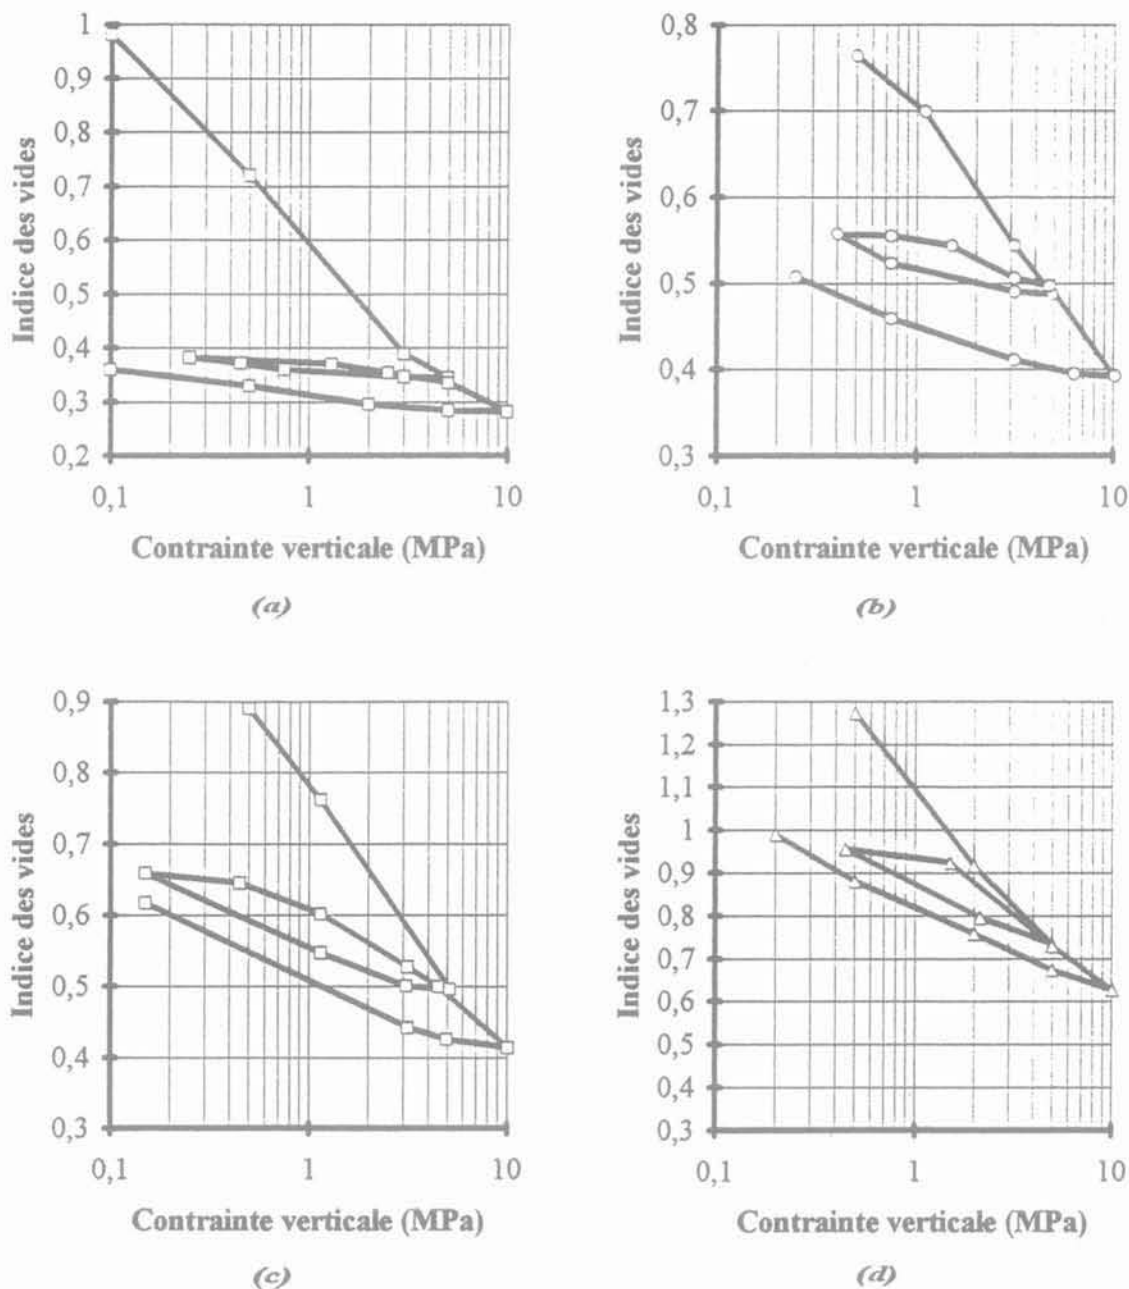 1
0,9
0,8
0,7
0,6
0,5
0,4
0,3
0,2
Indice des vides
0,1 1 10
Contrainte verticale (MPa)
(a)
0,8
0,7
0,6
0,5
0,4
0,3
Indice des vides
0,1 1 10
Contrainte verticale (MPa)
(b)
0,9
0,8
0,7
0,6
0,5
0,4
0,3
Indice des vides
0,1 1 10
Contrainte verticale (MPa)
(c)
1,3
1,2
1,1
1
0,9
0,8
0,7
0,6
0,5
0,4
0,3
Indice des vides
0,1 1 10
Contrainte verticale (MPa)
(d)